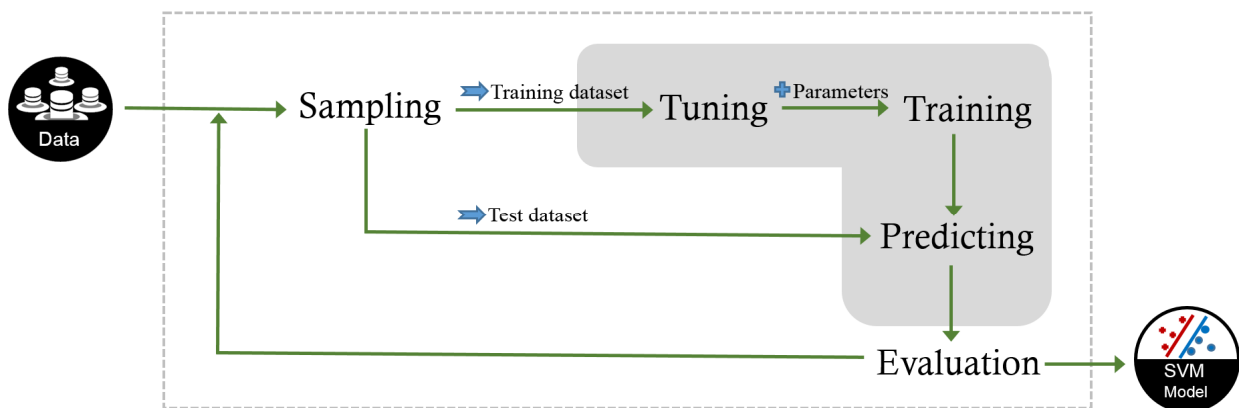 Data
Sampling
Training dataset
Tuning
Parameters
Training
Test dataset
Predicting
Evaluation
SVM
Model